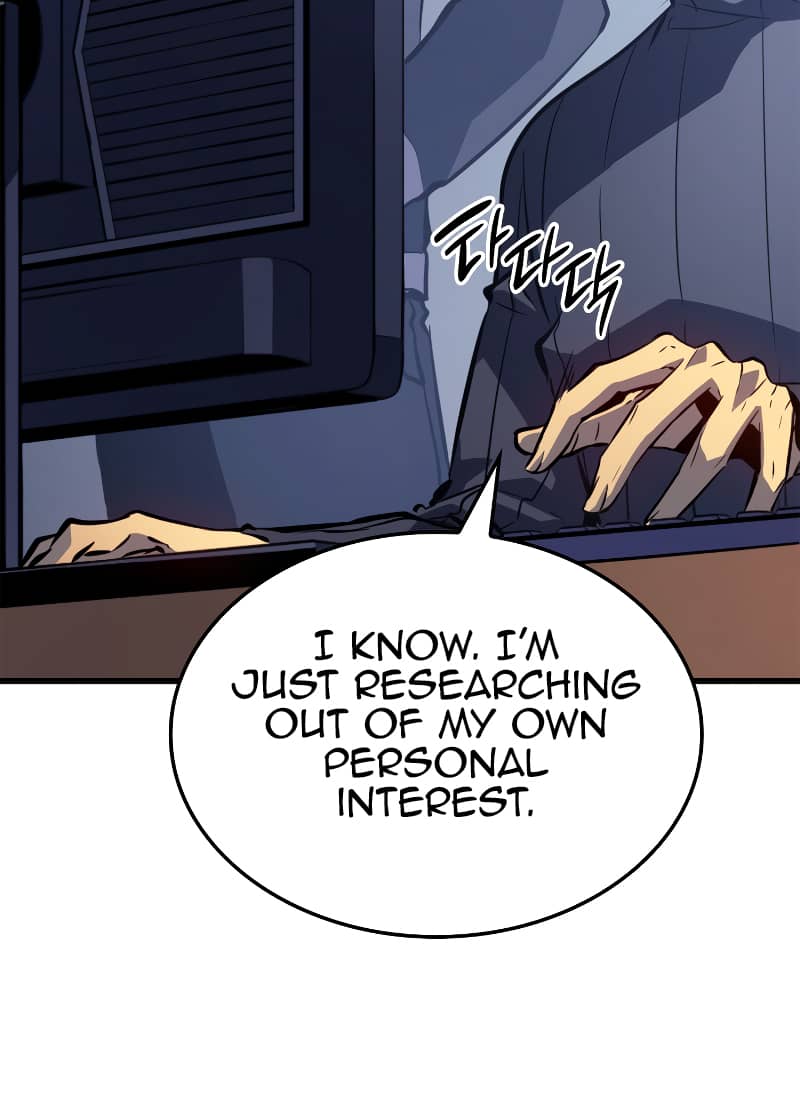 타다닥
I KNOW. I'M
JUST RESEARCHING
OUT OF MY OWN
PERSONAL
INTEREST.